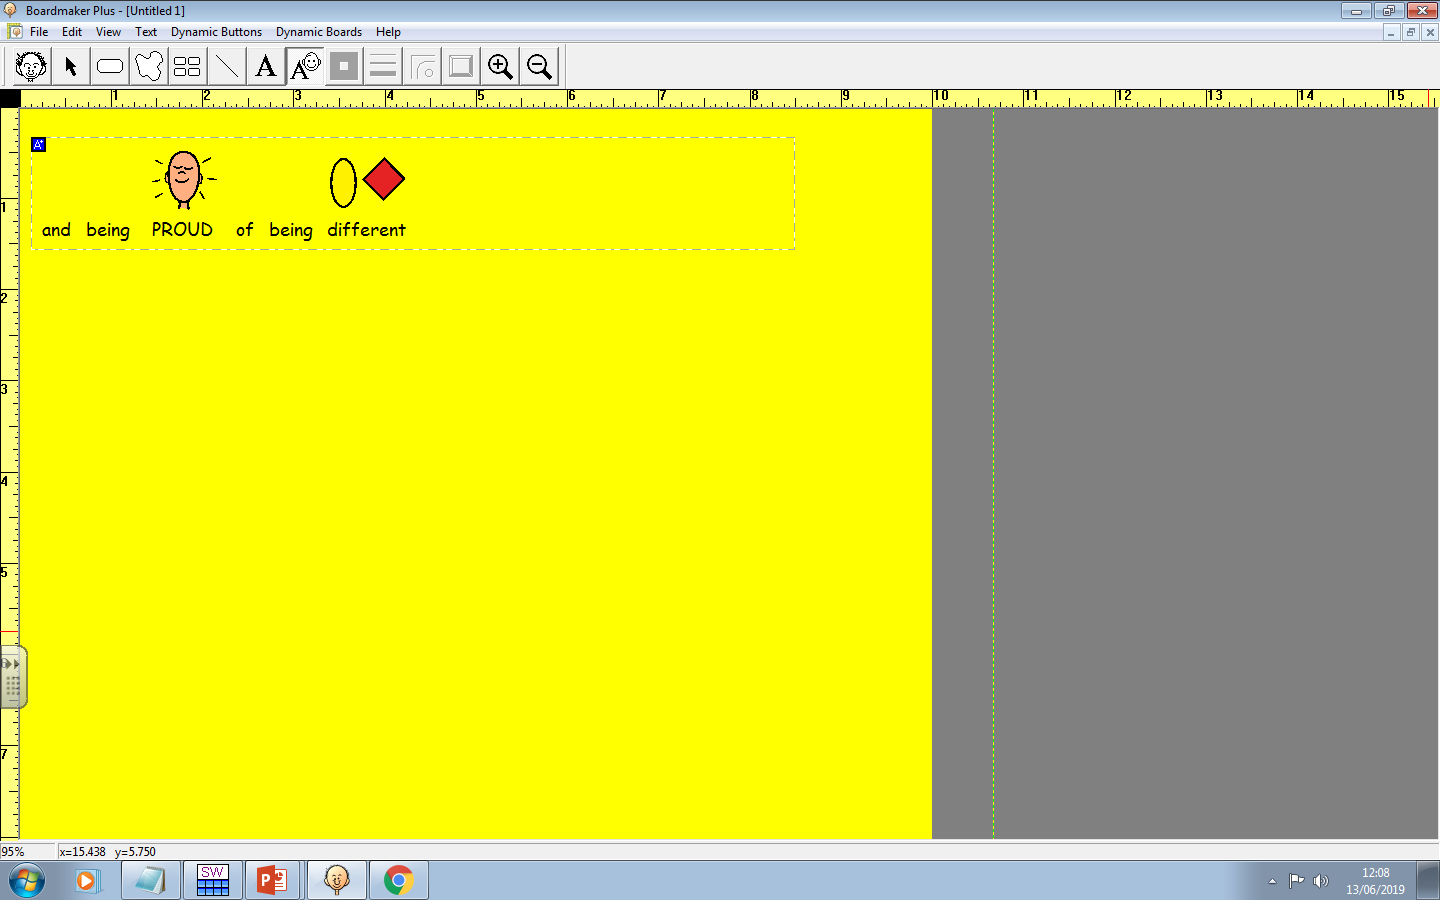 Boardmaker Plus - [Untitled 1]
File Edit View Text Dynamic Buttons Dynamic Boards Help
A A
1 2 3 4 5 6 7 8 9 10 11 12 13 14 15
and being PROUD of being different
1
2
3
4
5
7
95% x=15.438 y=5.750
SW
12:08
13/06/2019